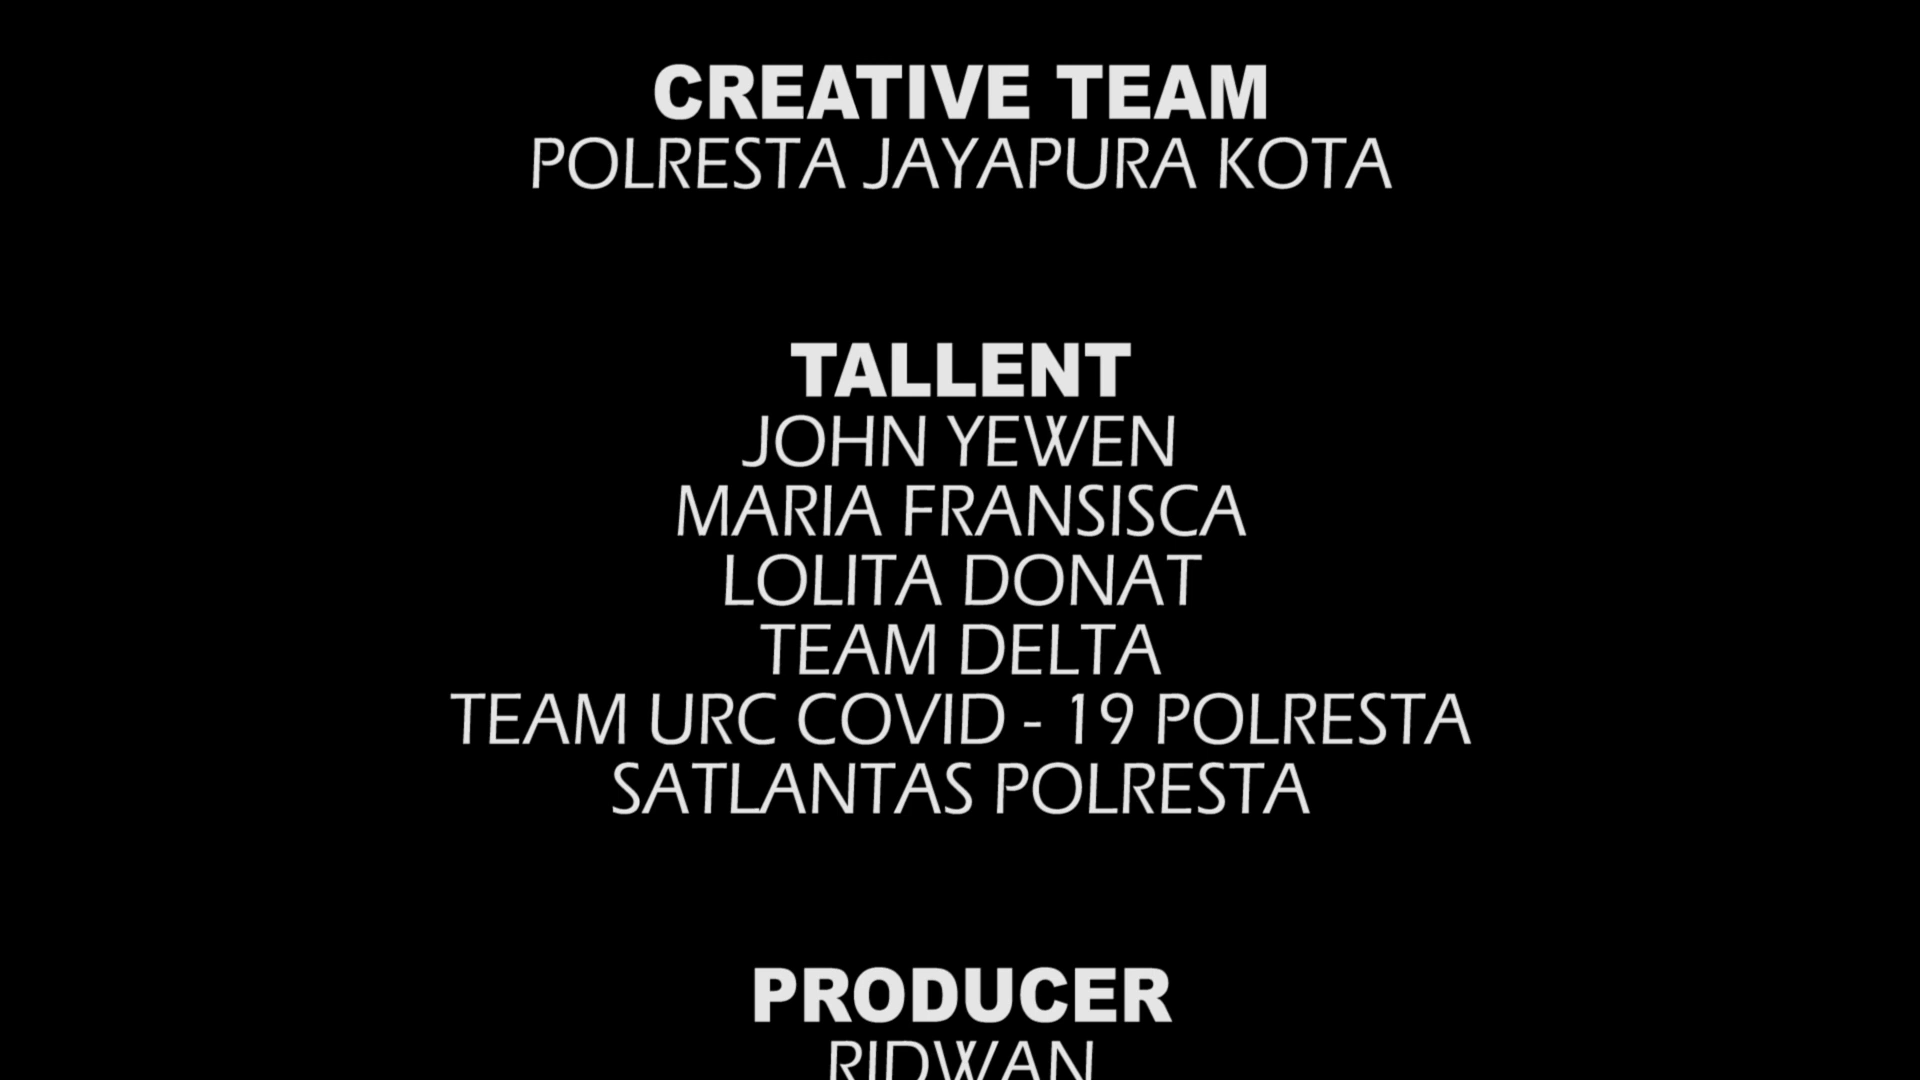 CREATIVE TEAM
POLRESTA JAYAPURA KOTA
TALLENT
JOHN YEWEN
MARIA FRANSISCA
LOLITA DONAT
TEAM DELTA
TEAM URC COVID - 19 POLRESTA
SATLANTAS POLRESTA
PRODUCER
RIDWAN